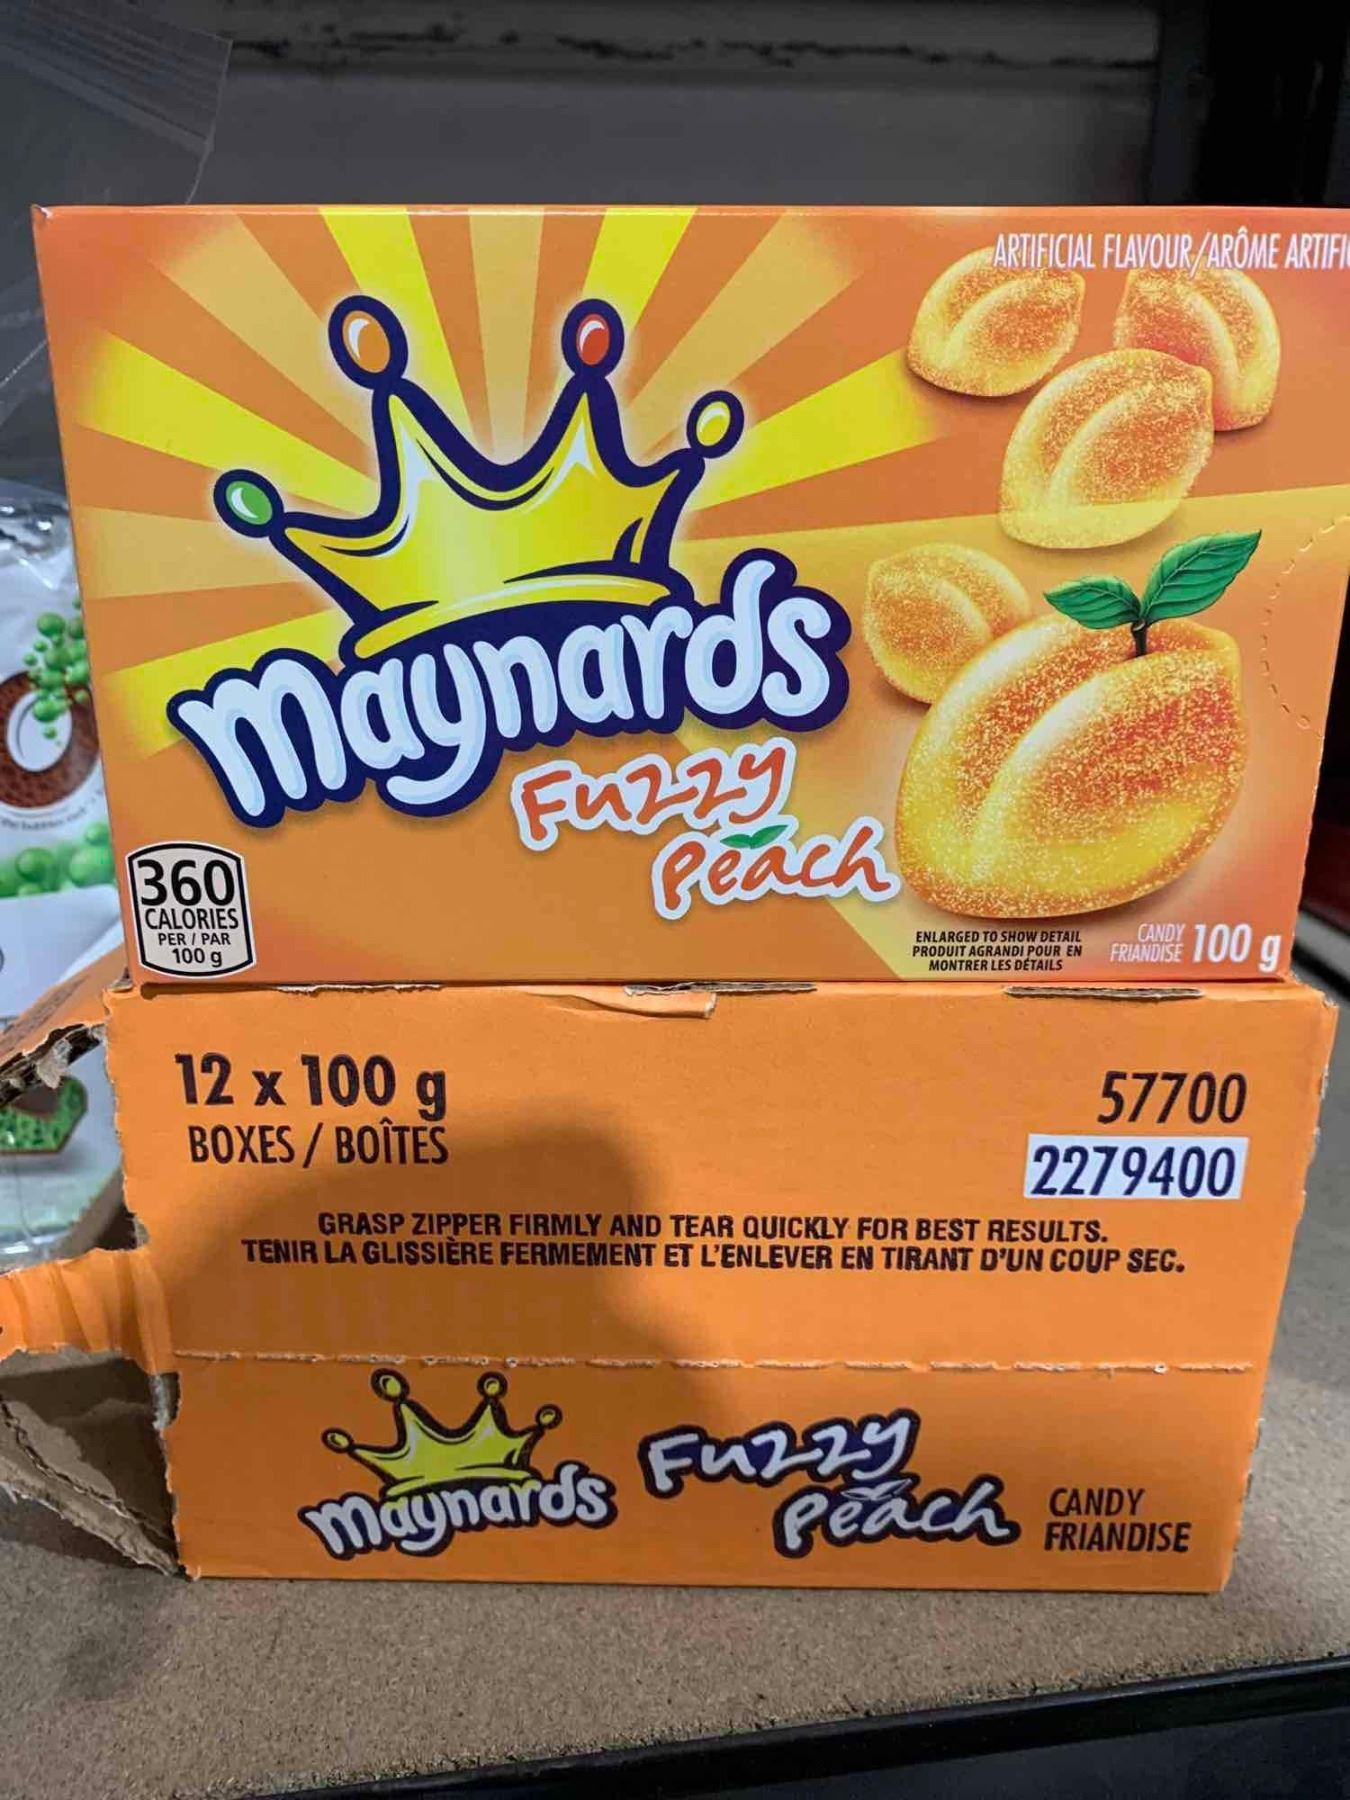 ARTIFICIAL FLAVOUR/ARÔME ARTIFI
maynards
Fuzzy
Peach
360
CALORIES
PER / PAR
100 g
ENLARGED TO SHOW DETAIL
PRODUIT AGRANDI POUR EN
MONTRER LES DÉTAILS
CANDY
FRIANDISE
100 g
12 x 100 g
BOXES / BOÎTES
57700
2279400
GRASP ZIPPER FIRMLY AND TEAR QUICKLY FOR BEST RESULTS.
TENIR LA GLISSIÈRE FERMEMENT ET L'ENLEVER EN TIRANT D'UN COUP SEC.
maynards
Fuzzy
Peach
CANDY
FRIANDISE